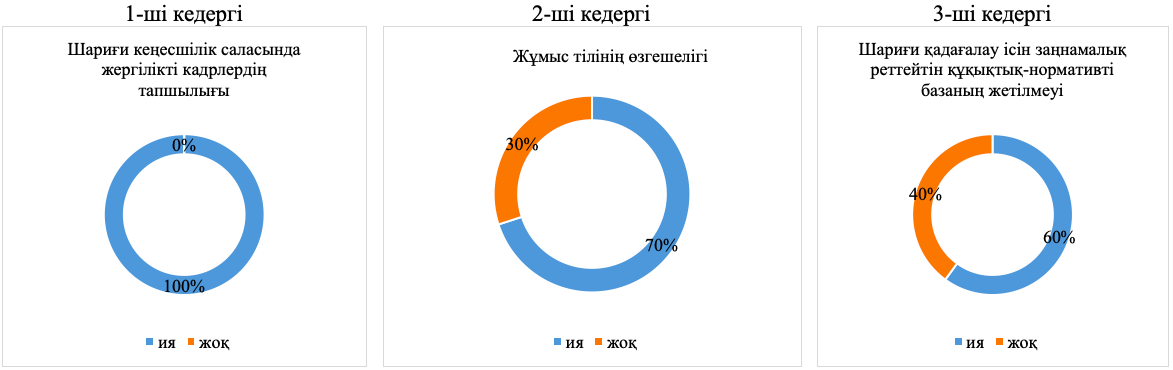 1-ші кедергі
Шариғи кеңесшілік саласында
жергілікті кадрлердің
тапшылығы
0%
100%
ия жоқ
2-ші кедергі
Жұмыс тілінің өзгешелігі
30%
70%
ия жоқ
3-ші кедергі
Шариғи қадағалау ісін заңнамалық
реттейтін құқықтық-нормативті
базаның жетілмеуі
40%
60%
ия жоқ